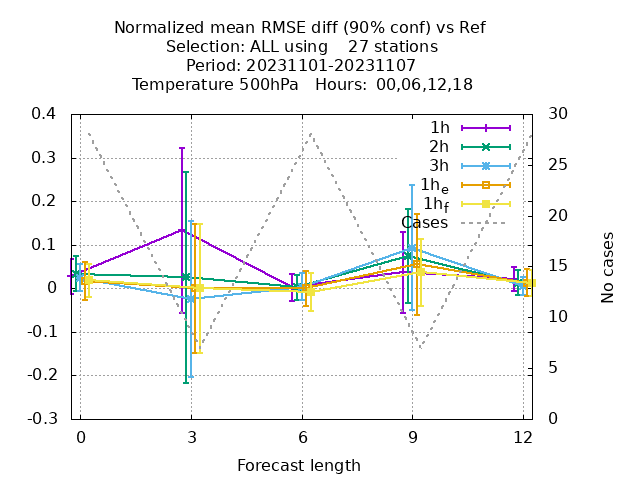 Normalized mean RMSE diff (90% conf) vs Ref
Selection: ALL using    27 stations
Period: 20231101-20231107
Temperature 500hPa   Hours: 00,06,12,18
0.4
0.3
0.2
0.1
0
-0.1
-0.2
-0.3
30
25
20
15
10
5
0
No cases
1h
2h
3h
1he
1hf
Cases
0
3
6
9
12
Forecast length